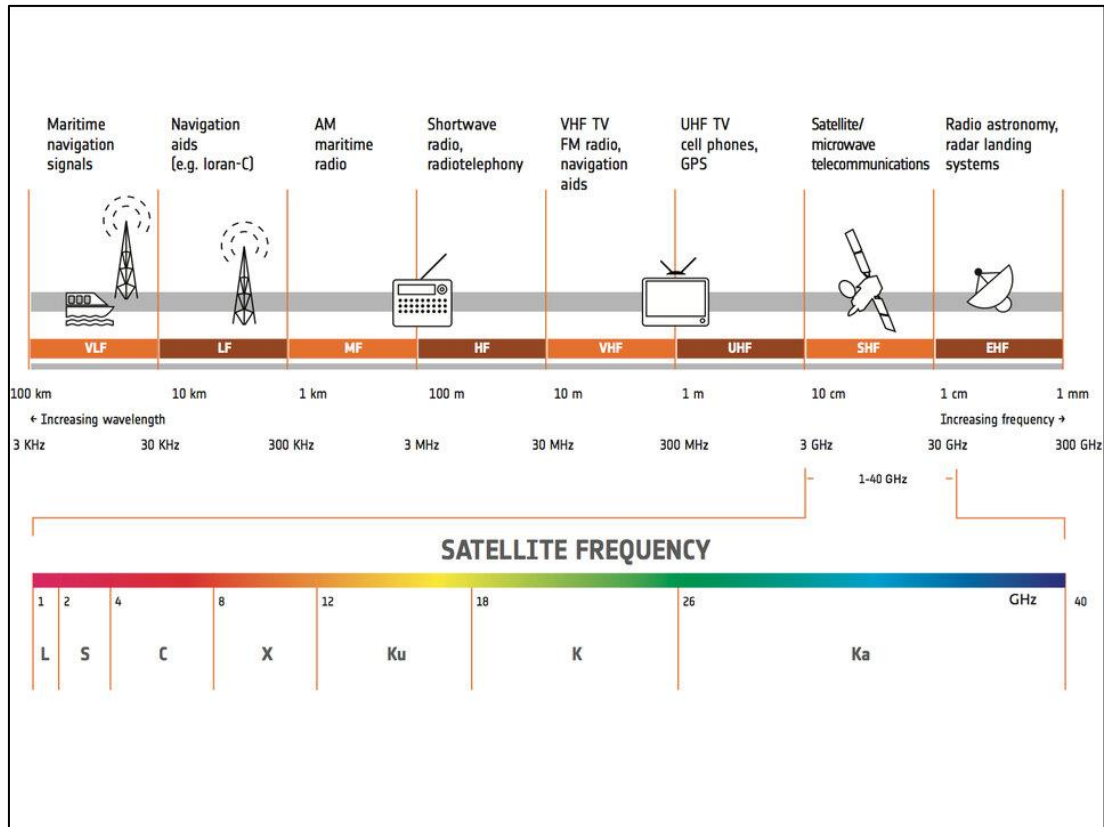 Maritime
navigation
signals
Navigation
aids
(e.g. loran-C)
AM
maritime
radio
Shortwave
radio,
radiotelephony
VHF TV
FM radio,
navigation
aids
UHF TV
cell phones,
GPS
Satellite/
microwave
telecommunications
Radio astronomy,
radar landing
systems
VLF LF MF HF VHF UHF SHF EHF
100 km 10 km 1 km 100 m 10 m 1 m 10 cm 1 cm 1 mm
← Increasing wavelength Increasing frequency →
3 KHz 30 KHz 300 KHz 3 MHz 30 MHz 300 MHz 3 GHz 30 GHz 300 GHz
1-40 GHz
SATELLITE FREQUENCY
1 2 4 8 12 18 26 GHz 40
L S C X Ku K Ka